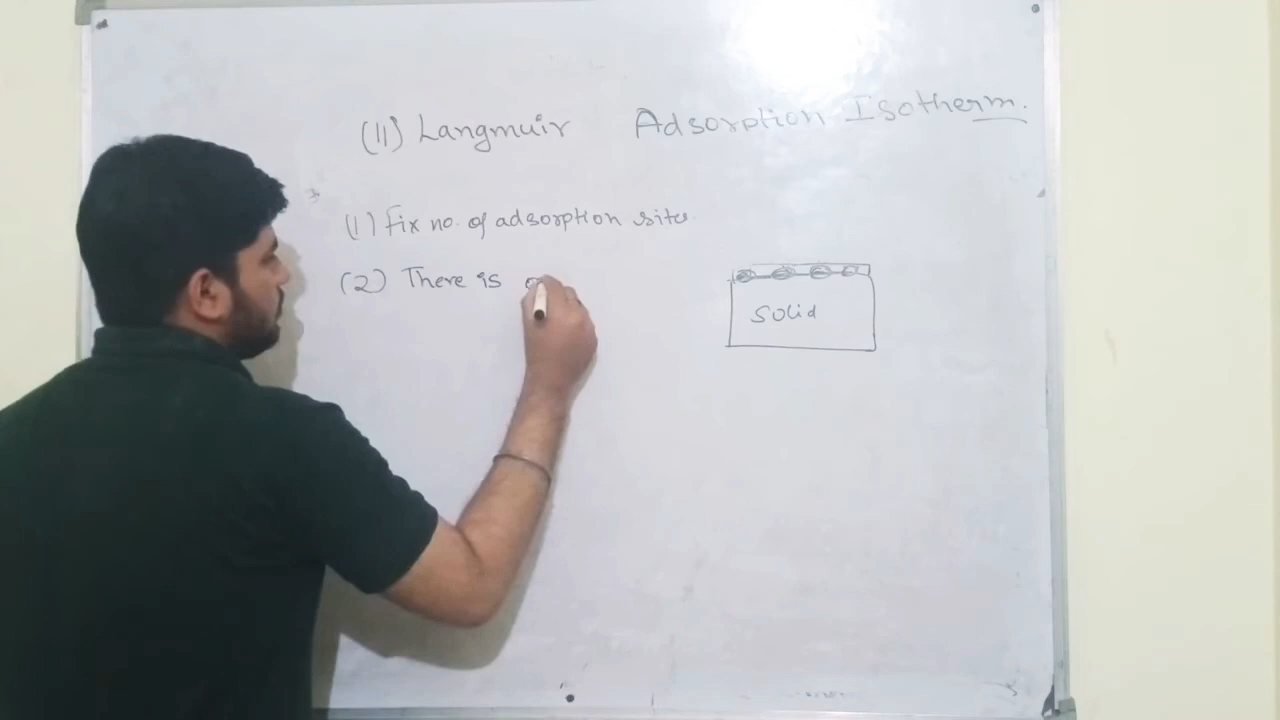 (11) Langmuir Adsorption Isotherm.
(1) Fix no. of adsorption sites
(2) There is
Solid